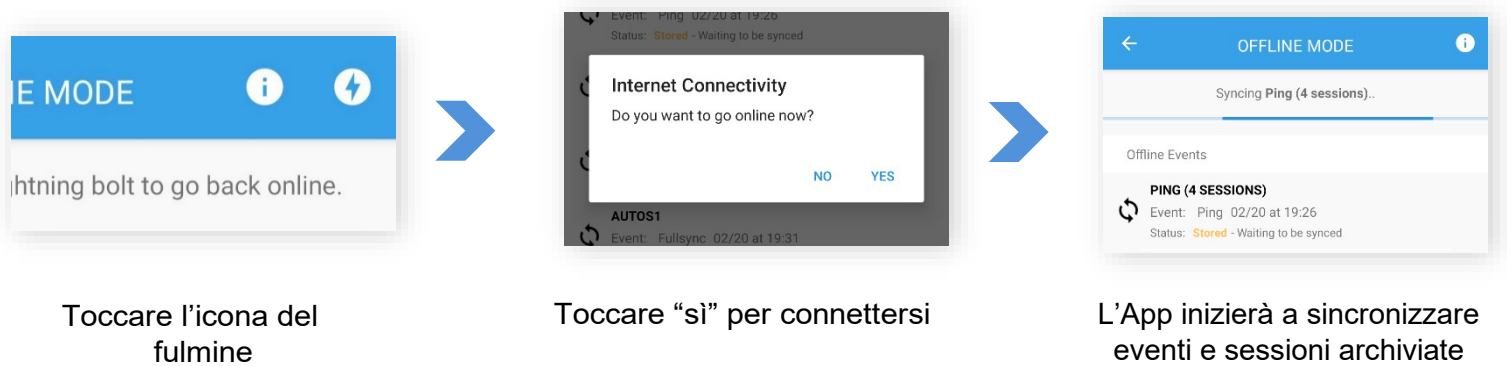 E MODE
htning bolt to go back online.
Event: Ping 02/20 at 19:26
Status: Stored - Waiting to be synced
Internet Connectivity
Do you want to go online now?
NO YES
AUTOS1
Event: Fullsync 02/20 at 19:31
OFFLINE MODE
Syncing Ping (4 sessions)..
Offline Events
PING (4 SESSIONS)
Event: Ping 02/20 at 19:26
Status: Stored - Waiting to be synced
Toccare l’icona del
fulmine
Toccare “sì” per connettersi
L’App inizierà a sincronizzare
eventi e sessioni archiviate